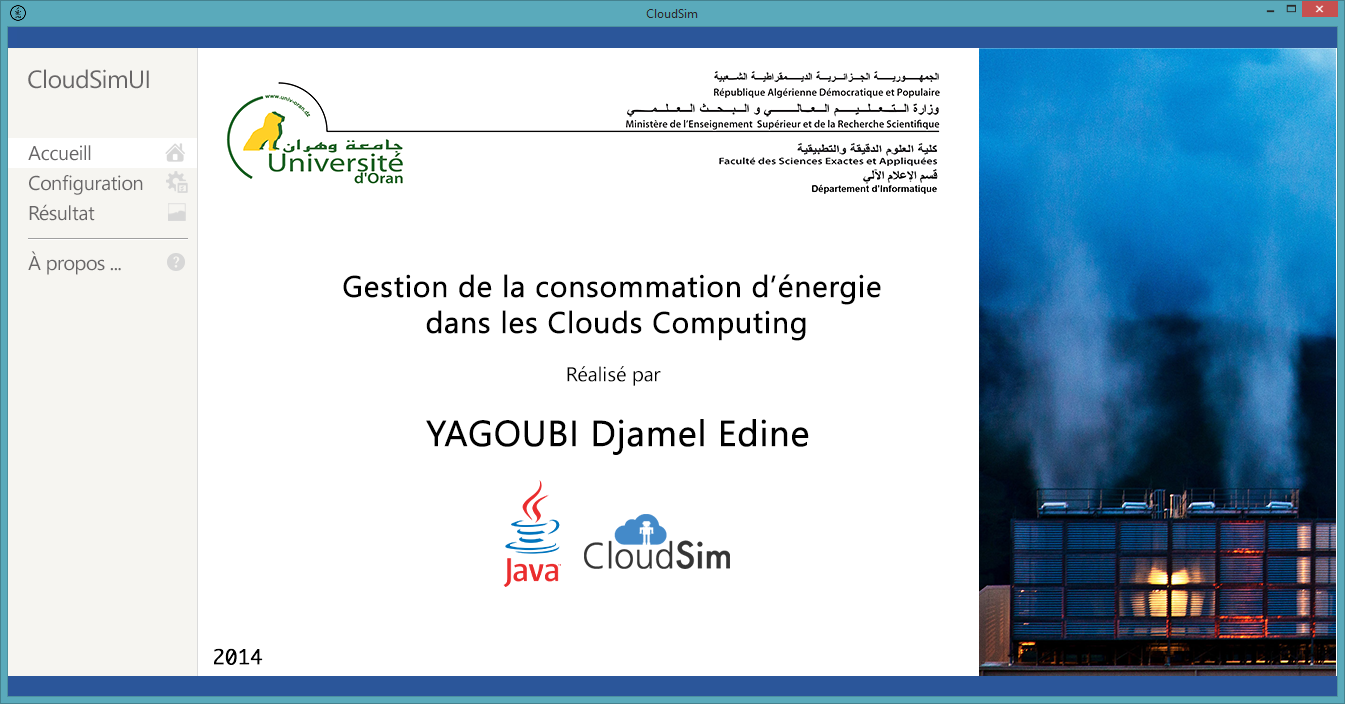 CloudSim
CloudSimUI
Accueill
Configuration
Résultat
À propos ...
www.univ-oran.dz
جامعة وهران
Université
d'Oran
الجمهورية الجزائرية الديمقراطية الشعبية
République Algérienne Démocratique et Populaire
وزارة التعليم العالي و البحث العلمي
Ministère de l'Enseignement Supérieur et de la Recherche Scientifique
كلية العلوم الدقيقة والتطبيقية
Faculté des Sciences Exactes et Appliquées
قسم الإعلام الآلي
Département d'Informatique
Gestion de la consommation d'énergie
dans les Clouds Computing
Réalisé par
YAGOUBI Djamel Edine
Java
CloudSim
2014